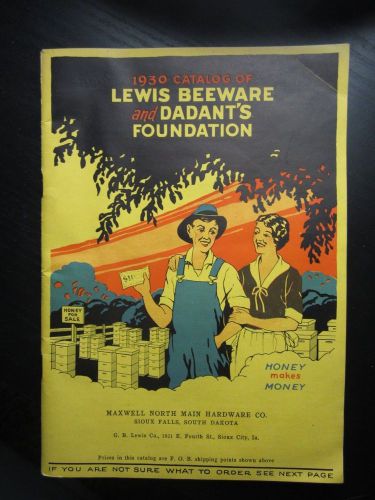 1930 CATALOG OF
LEWIS BEEWARE
and DADANT'S
FOUNDATION
HONEY
FOR
SALE
HONEY
makes
MONEY
MAXWELL NORTH MAIN HARDWARE CO.
SIOUX FALLS, SOUTH DAKOTA
G. B. Lewis Co., 1921 E. Fourth St., Sioux City, Ia.
Prices in this catalog are F. O. B. shipping points shown above
IF YOU ARE NOT SURE WHAT TO ORDER SEE NEXT PAGE